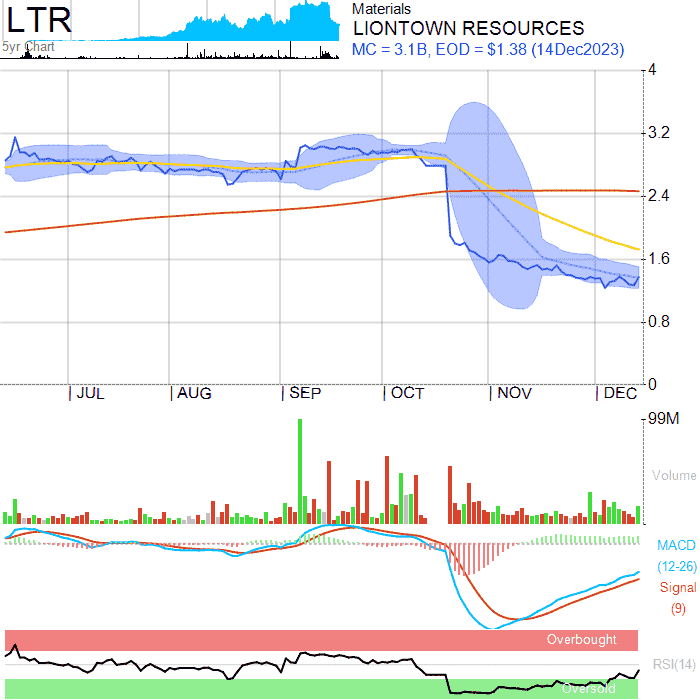 LTR
5yr Chart
Materials
LIONTOWN RESOURCES
MC = 3.1B, EOD = $1.38 (14Dec2023)
4
3.2
2.4
1.6
0.8
0
JUL AUG SEP OCT NOV DEC
99M
Volume
MACD
(12-26)
Signal
(9)
Overbought
RSI(14)
Oversold